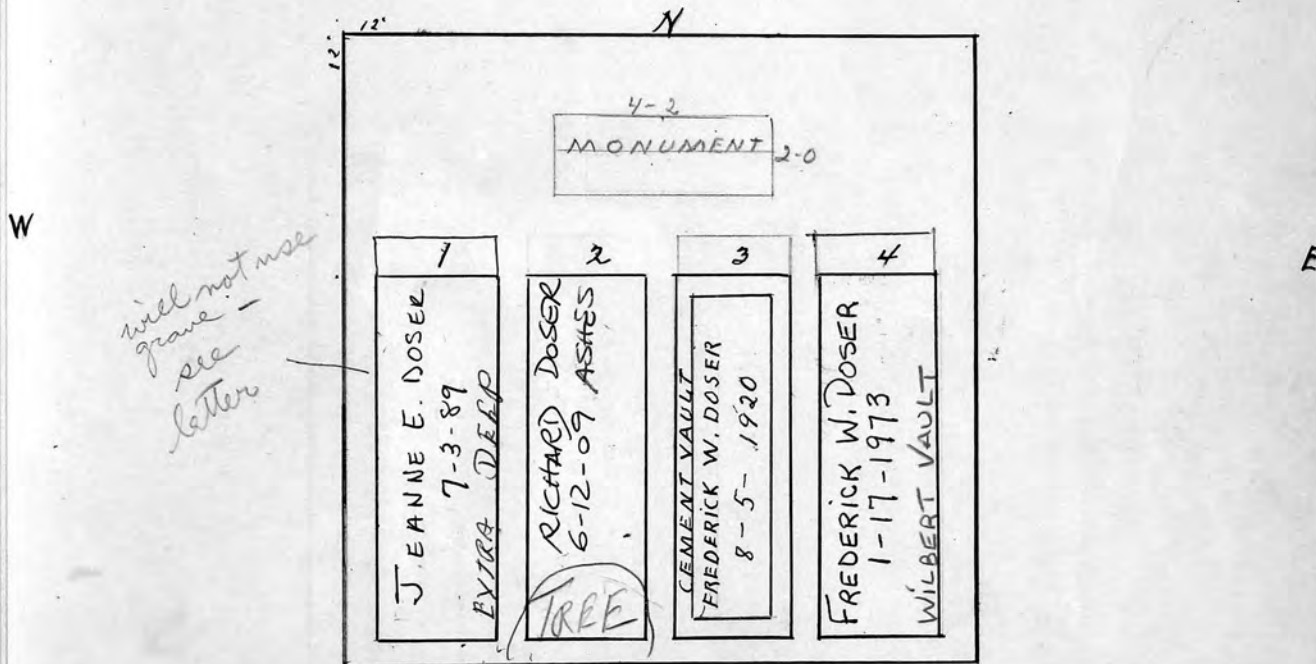 N
12'
12'
4-2
MONUMENT
2-0
W
E
will not use
grave -
see
letter
1
JEANNE E. DOSER
7-3-89
EXTRA DEEP
2
RICHARD DOSER
6-12-09 ASHES
TREE
3
CEMENT VAULT
FREDERICK W. DOSER
8-5-1920
4
FREDERICK W. DOSER
1-17-1973
WILBERT VAULT